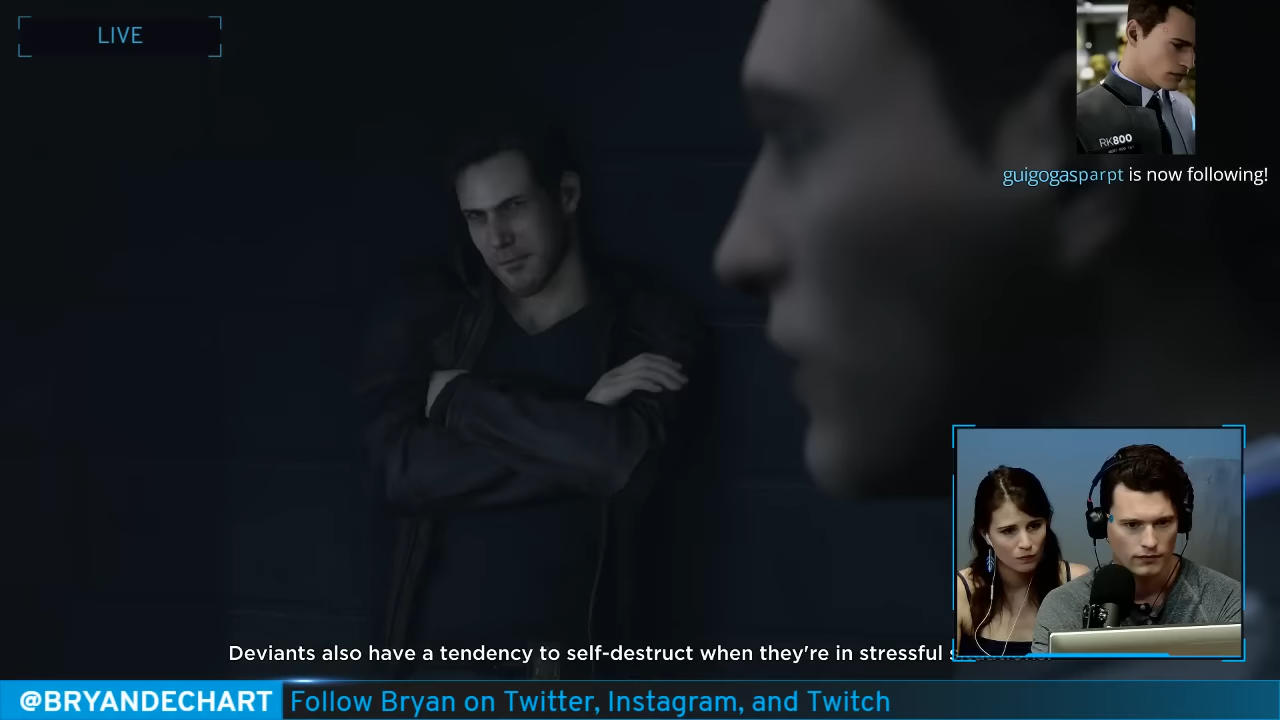 LIVE
RK800
guigogasparpt is now following!
Deviants also have a tendency to self-destruct when they're in stressful
@BRYANDECHART Follow Bryan on Twitter, Instagram, and Twitch